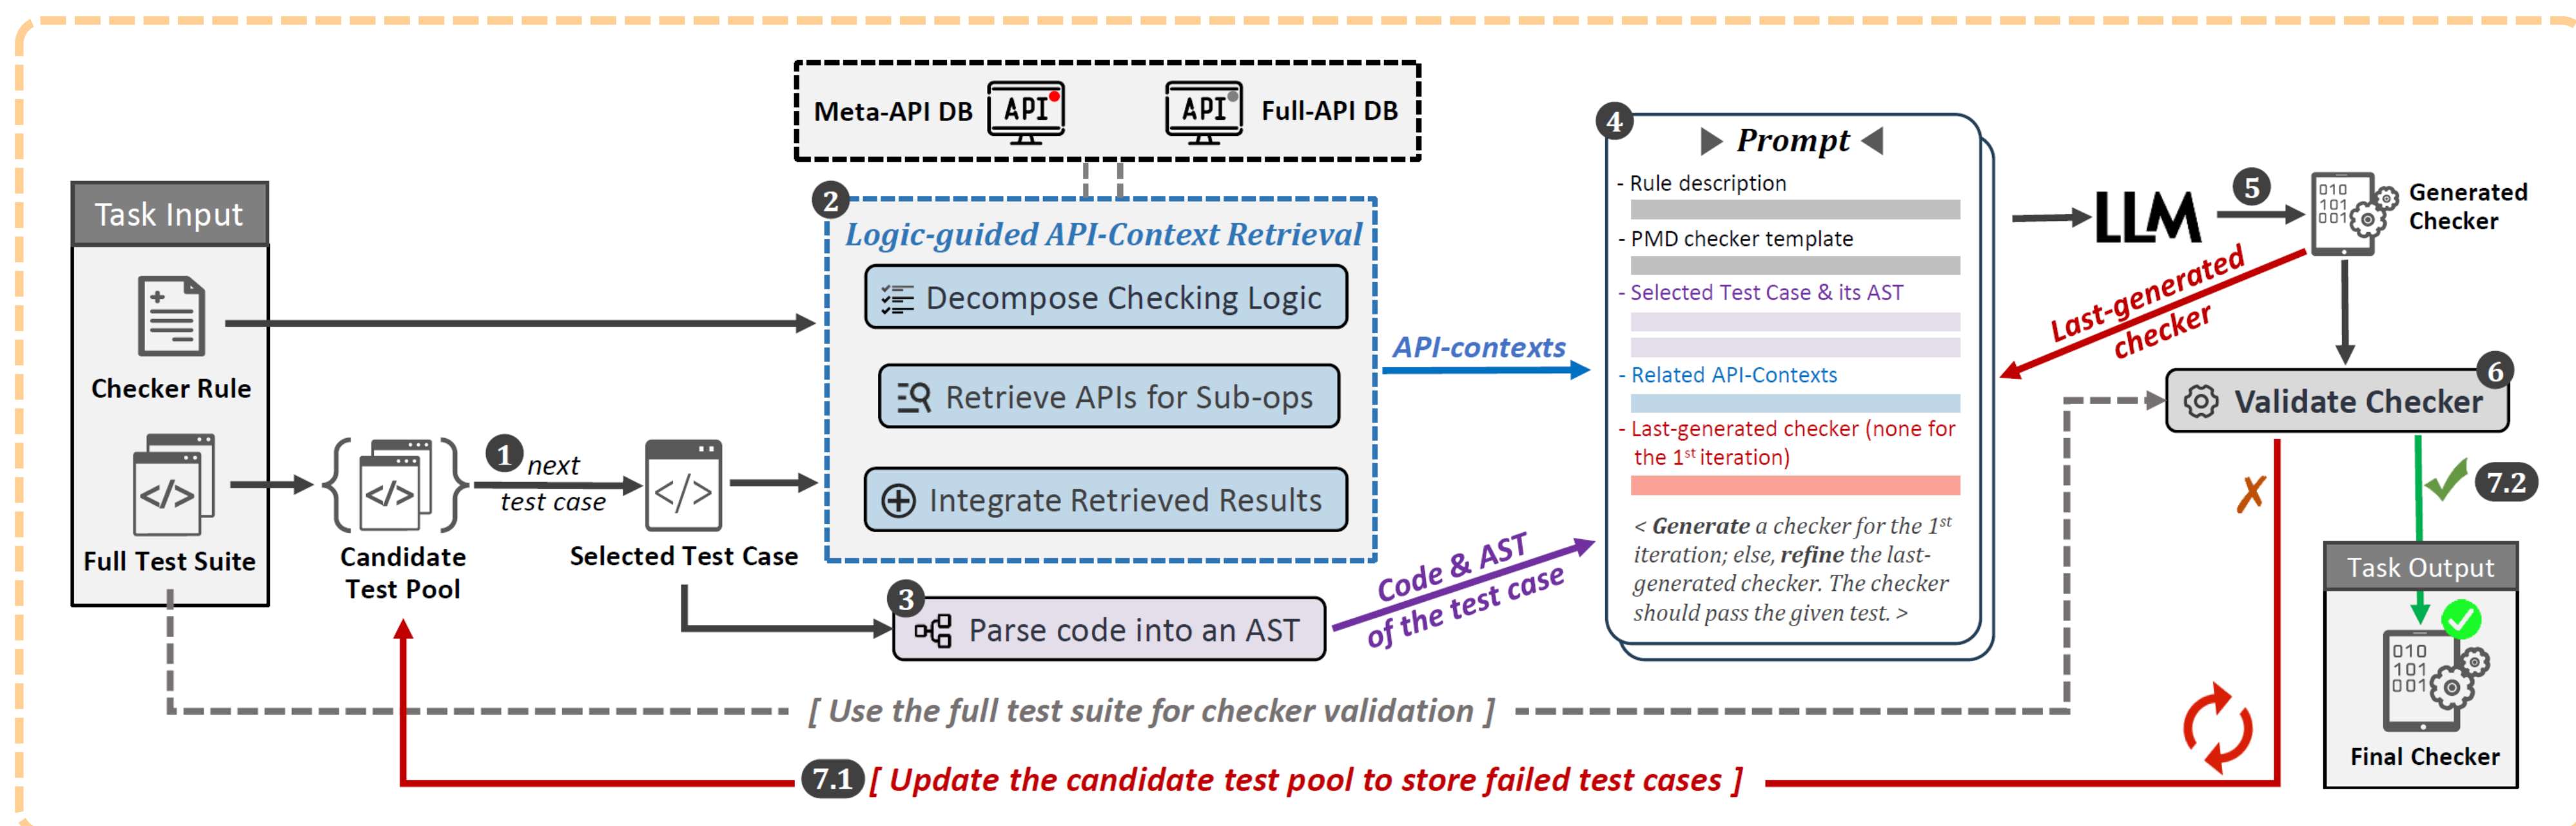 Task Input
Checker Rule
Full Test Suite
Candidate
Test Pool
1
next
test case
Selected Test Case
Meta-API DB
API
API
Full-API DB
2
Logic-guided API-Context Retrieval
Decompose Checking Logic
Retrieve APIs for Sub-ops
Integrate Retrieved Results
3
Parse code into an AST
API-contexts
Code & AST
of the test case
4
Prompt
- Rule description
- PMD checker template
- Selected Test Case & its AST
- Related API-Contexts
- Last-generated checker (none for
the 1st iteration)
< Generate a checker for the 1st
iteration; else, refine the last-
generated checker. The checker
should pass the given test. >
LLM
5
010
101
001
Generated
Checker
Last-generated
checker
6
Validate Checker
7.2
Task Output
010
101
001
Final Checker
[ Use the full test suite for checker validation ]
7.1 [ Update the candidate test pool to store failed test cases ]